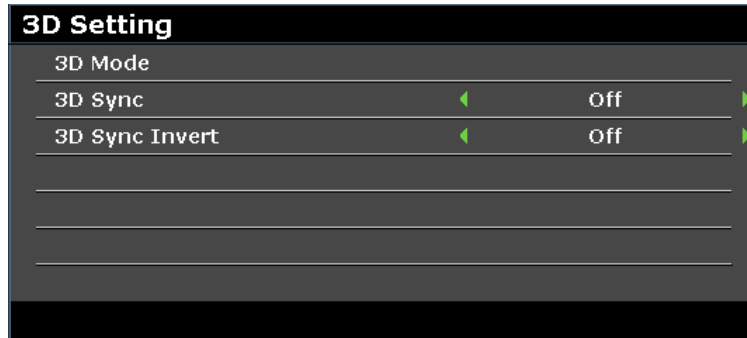 3D Setting
3D Mode
3D Sync Off
3D Sync Invert Off